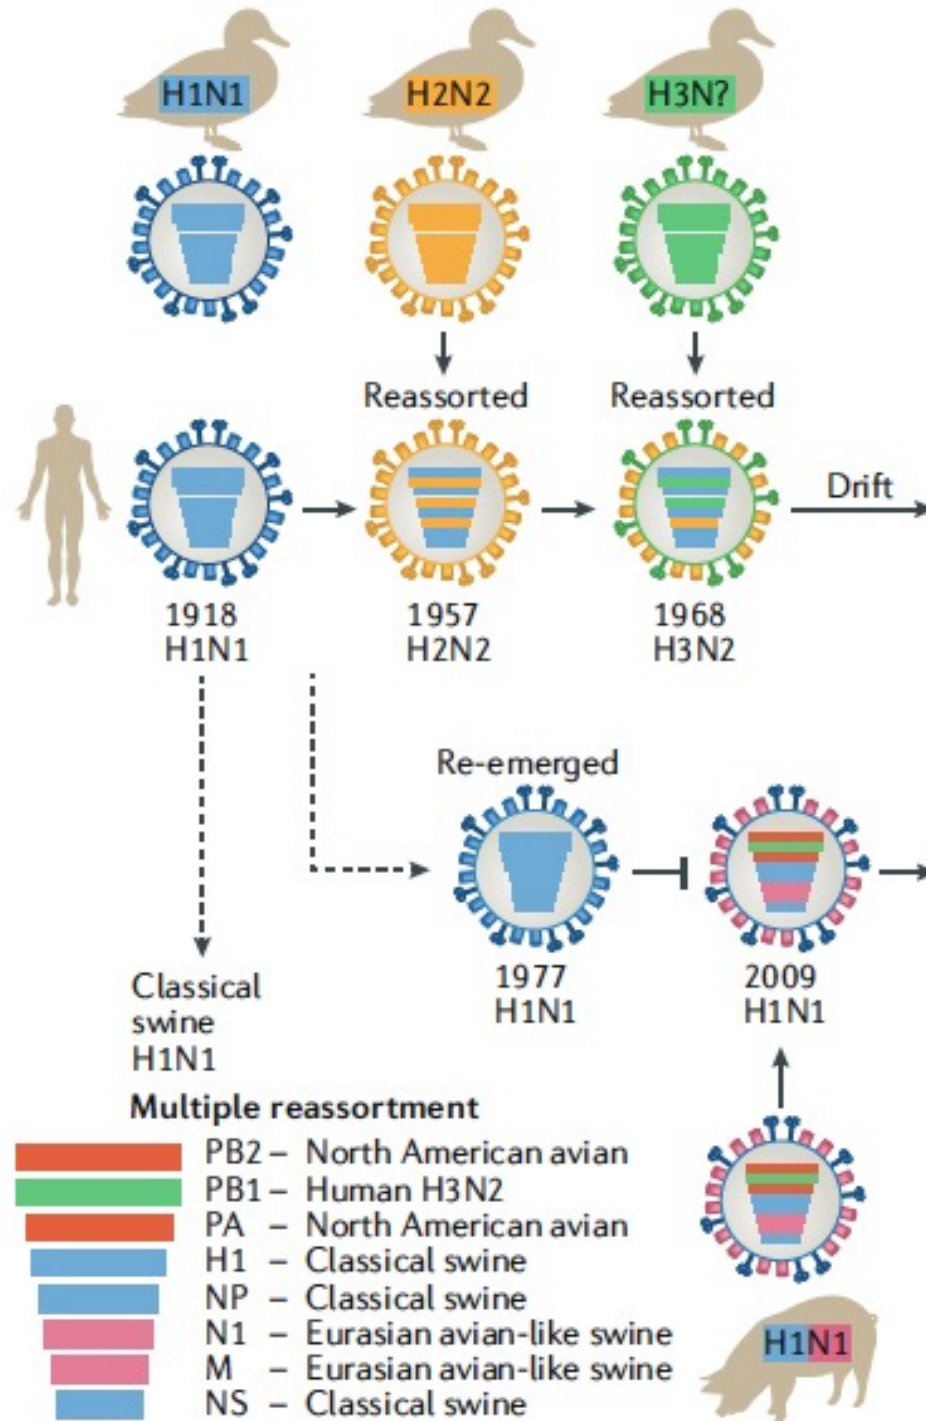 H1N1 H2N2 H3N?
Reassorted Reassorted
Drift
1918 1957 1968
H1N1 H2N2 H3N2
Re-emerged
1977 2009
H1N1 H1N1
Classical
swine
H1N1
Multiple reassortment
PB2 – North American avian
PB1 – Human H3N2
PA – North American avian
H1 – Classical swine
NP – Classical swine
N1 – Eurasian avian-like swine
M – Eurasian avian-like swine
NS – Classical swine
H1N1